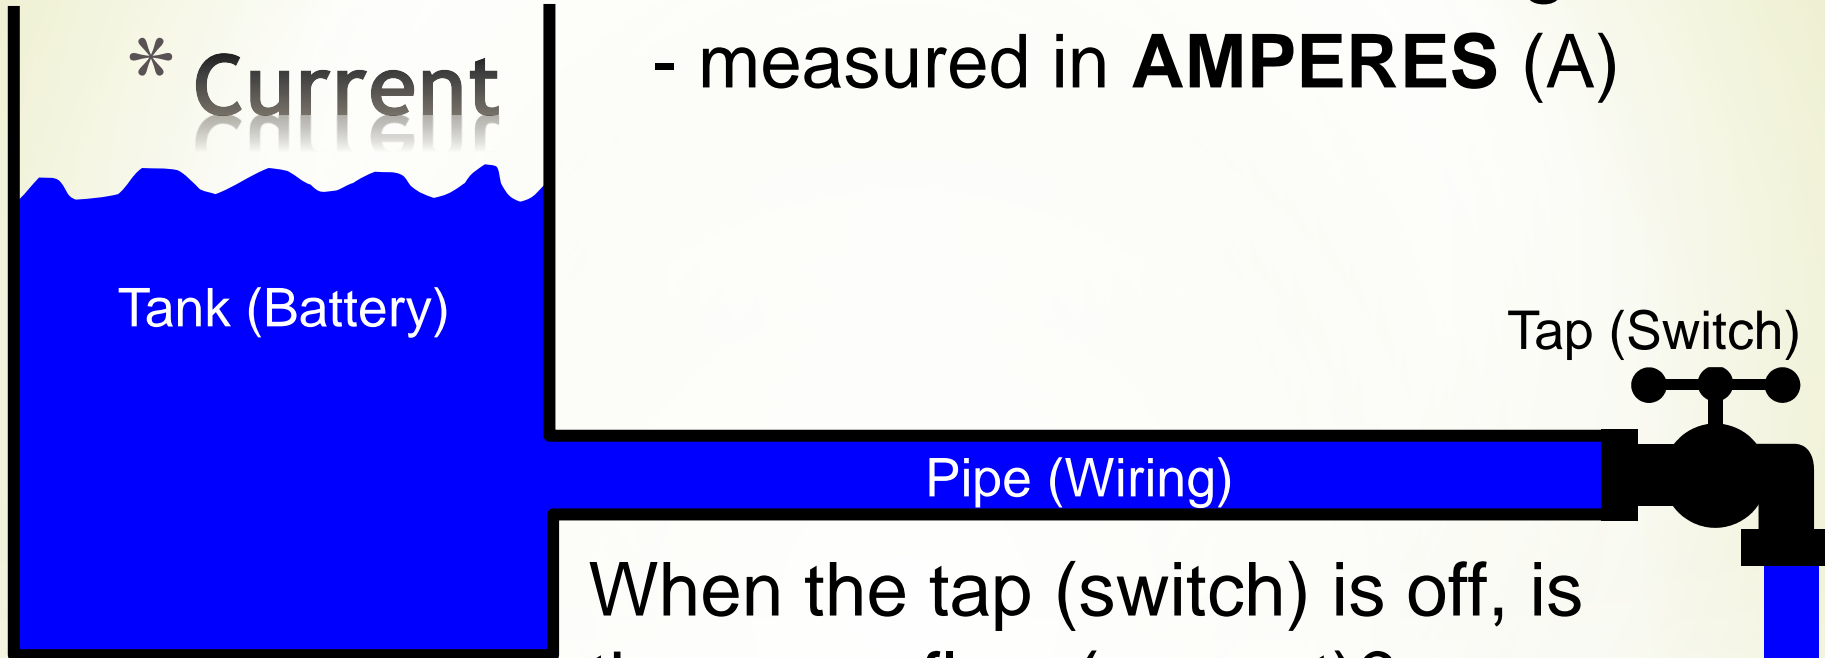 * Current
- measured in AMPERES (A)
Tank (Battery)
Tap (Switch)
Pipe (Wiring)
When the tap (switch) is off, is